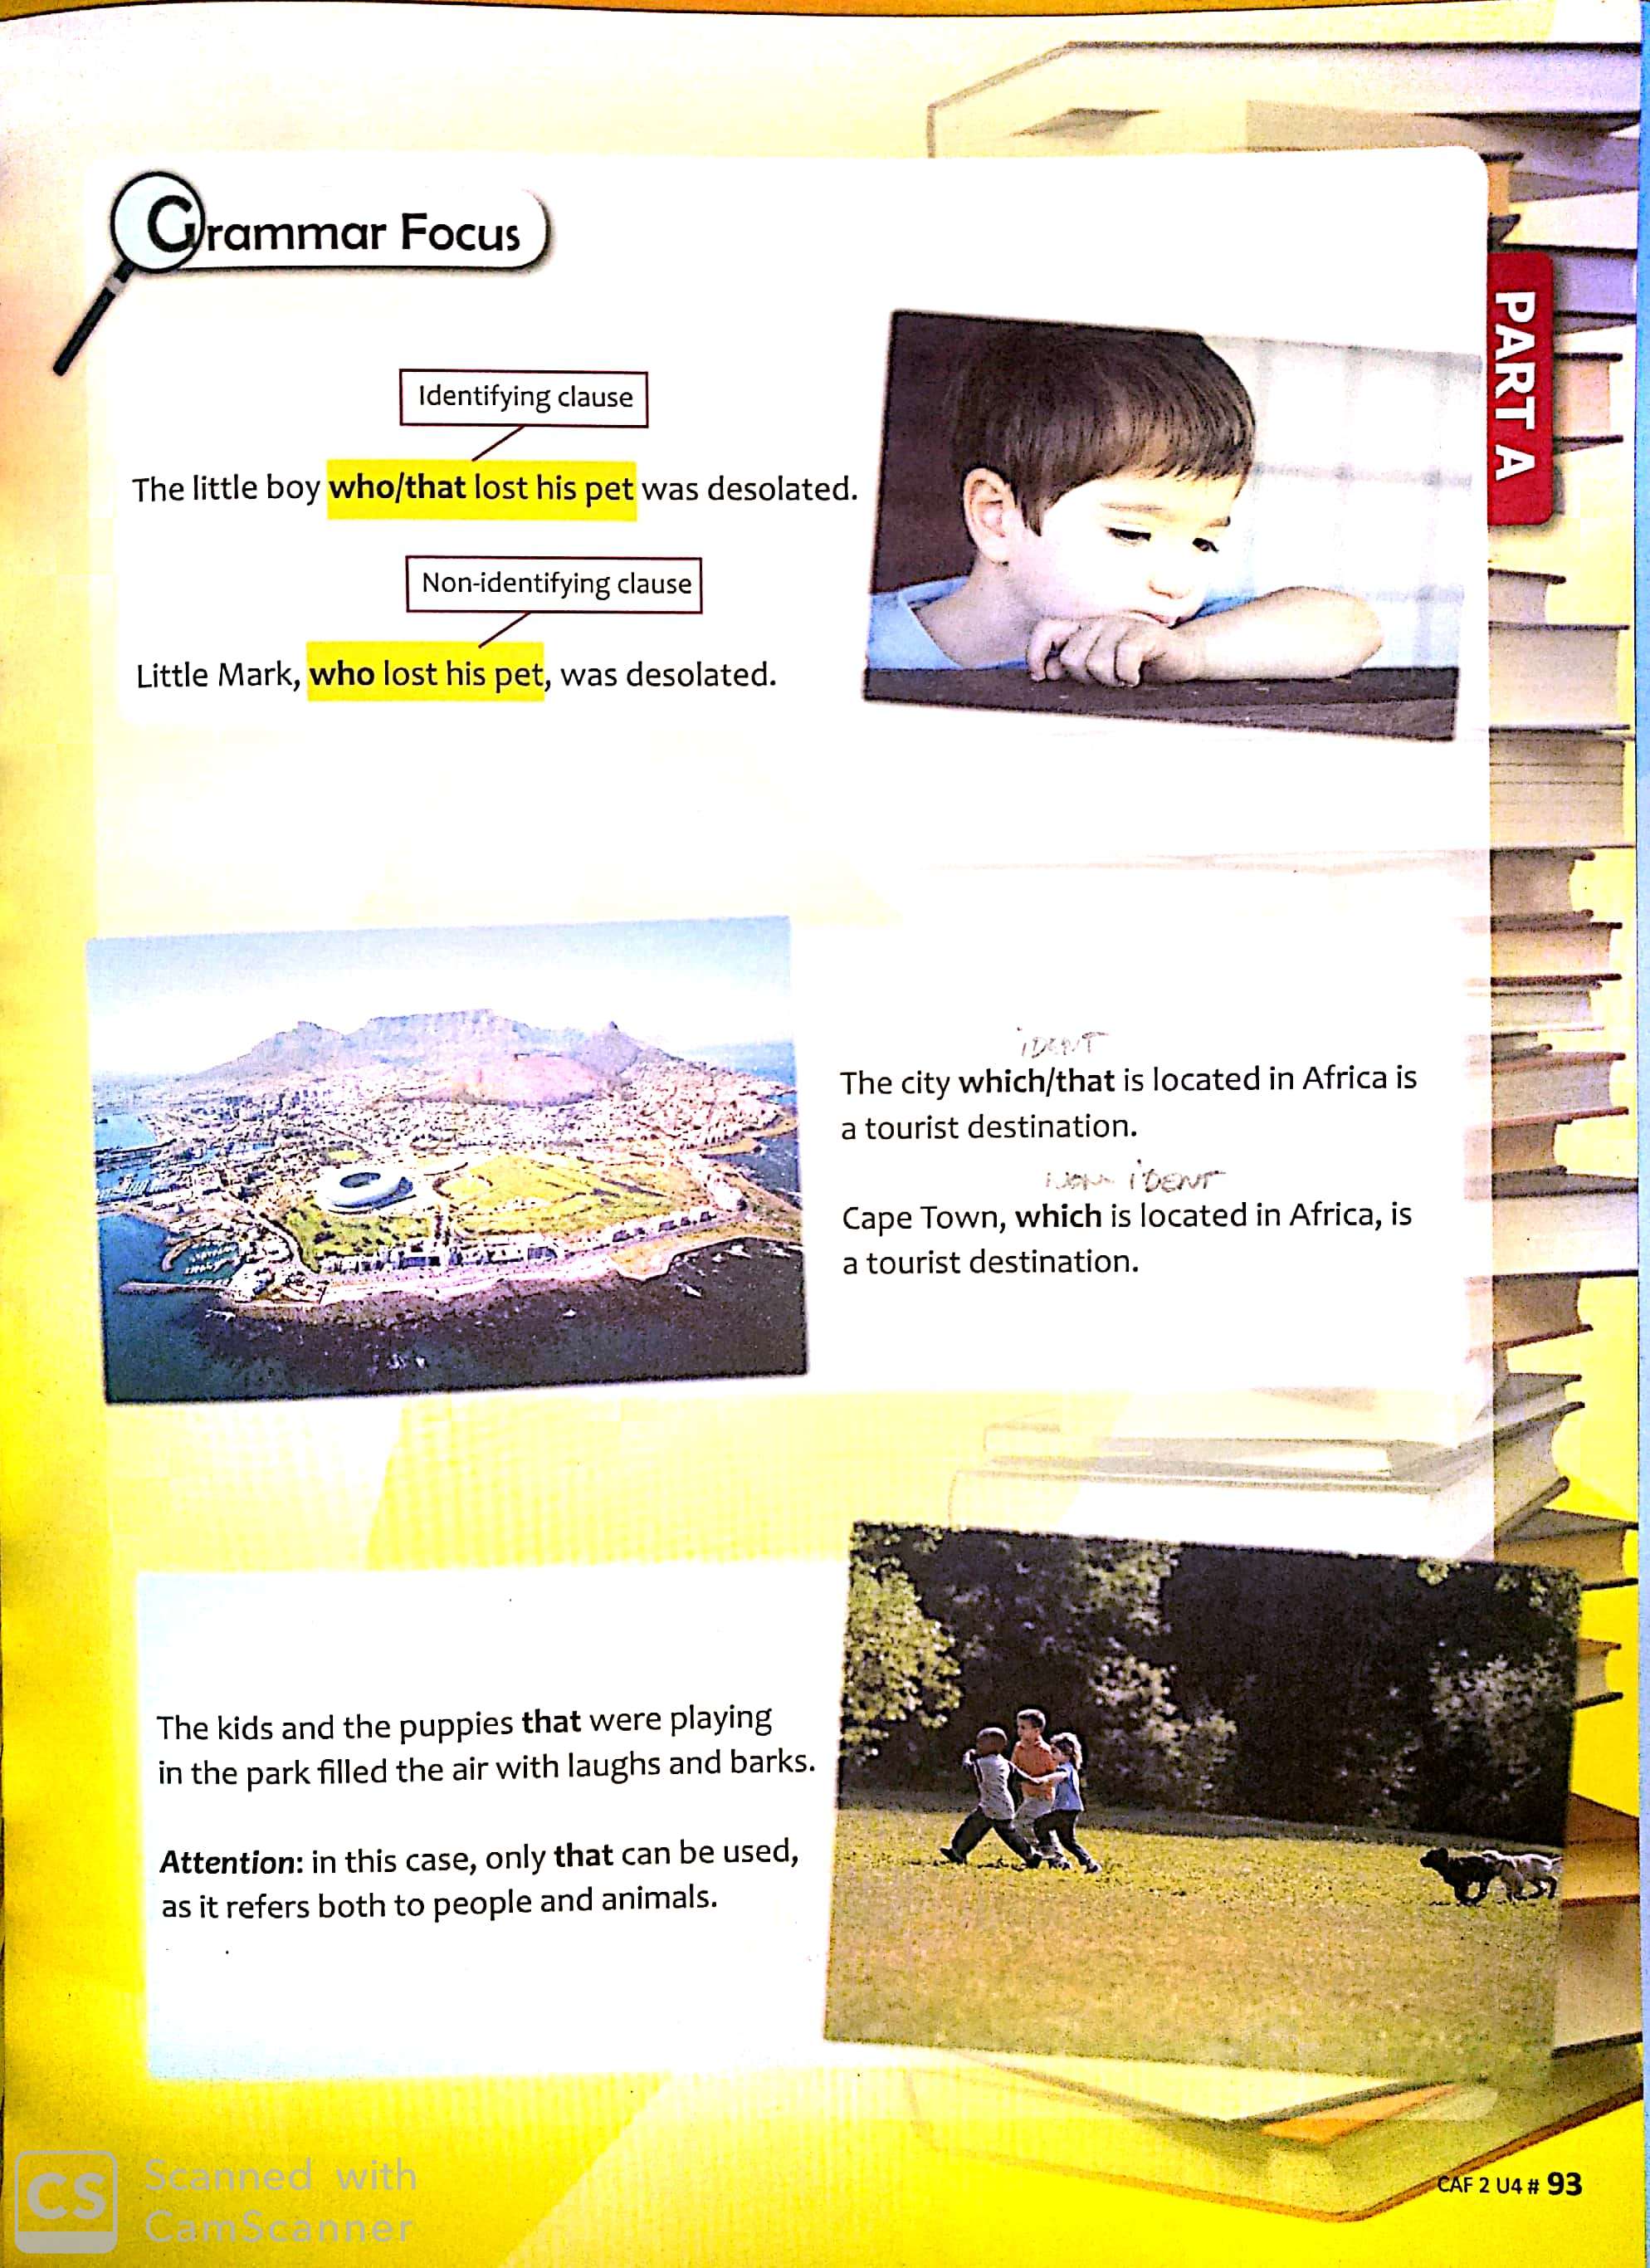 Grammar Focus
PART A
Identifying clause
The little boy who/that lost his pet was desolated.
Non-identifying clause
Little Mark, who lost his pet, was desolated.
iDENT
The city which/that is located in Africa is
a tourist destination.
NON iDENT
Cape Town, which is located in Africa, is
a tourist destination.
The kids and the puppies that were playing
in the park filled the air with laughs and barks.
Attention: in this case, only that can be used,
as it refers both to people and animals.
CAF 2 U4 # 93
CS
Scanned with
CamScanner